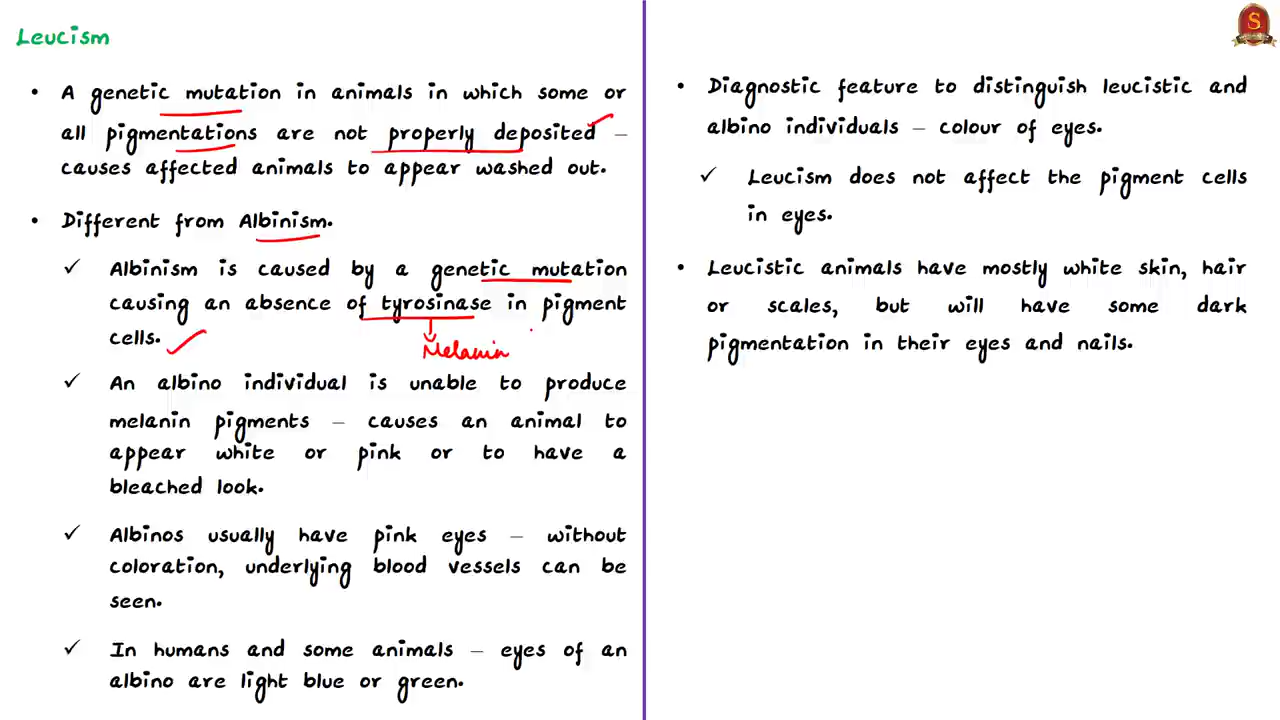 Leucism
• A genetic mutation in animals in which some or
all pigmentations are not properly deposited –
causes affected animals to appear washed out.
• Different from Albinism.
✓ Albinism is caused by a genetic mutation
causing an absence of tyrosinase in pigment
cells.
Melanin
✓ An albino individual is unable to produce
melanin pigments – causes an animal to
appear white or pink or to have a
bleached look.
✓ Albinos usually have pink eyes – without
coloration, underlying blood vessels can be
seen.
✓ In humans and some animals – eyes of an
albino are light blue or green.
• Diagnostic feature to distinguish leucistic and
albino individuals – colour of eyes.
✓ Leucism does not affect the pigment cells
in eyes.
• Leucistic animals have mostly white skin, hair
or scales, but will have some dark
pigmentation in their eyes and nails.
S